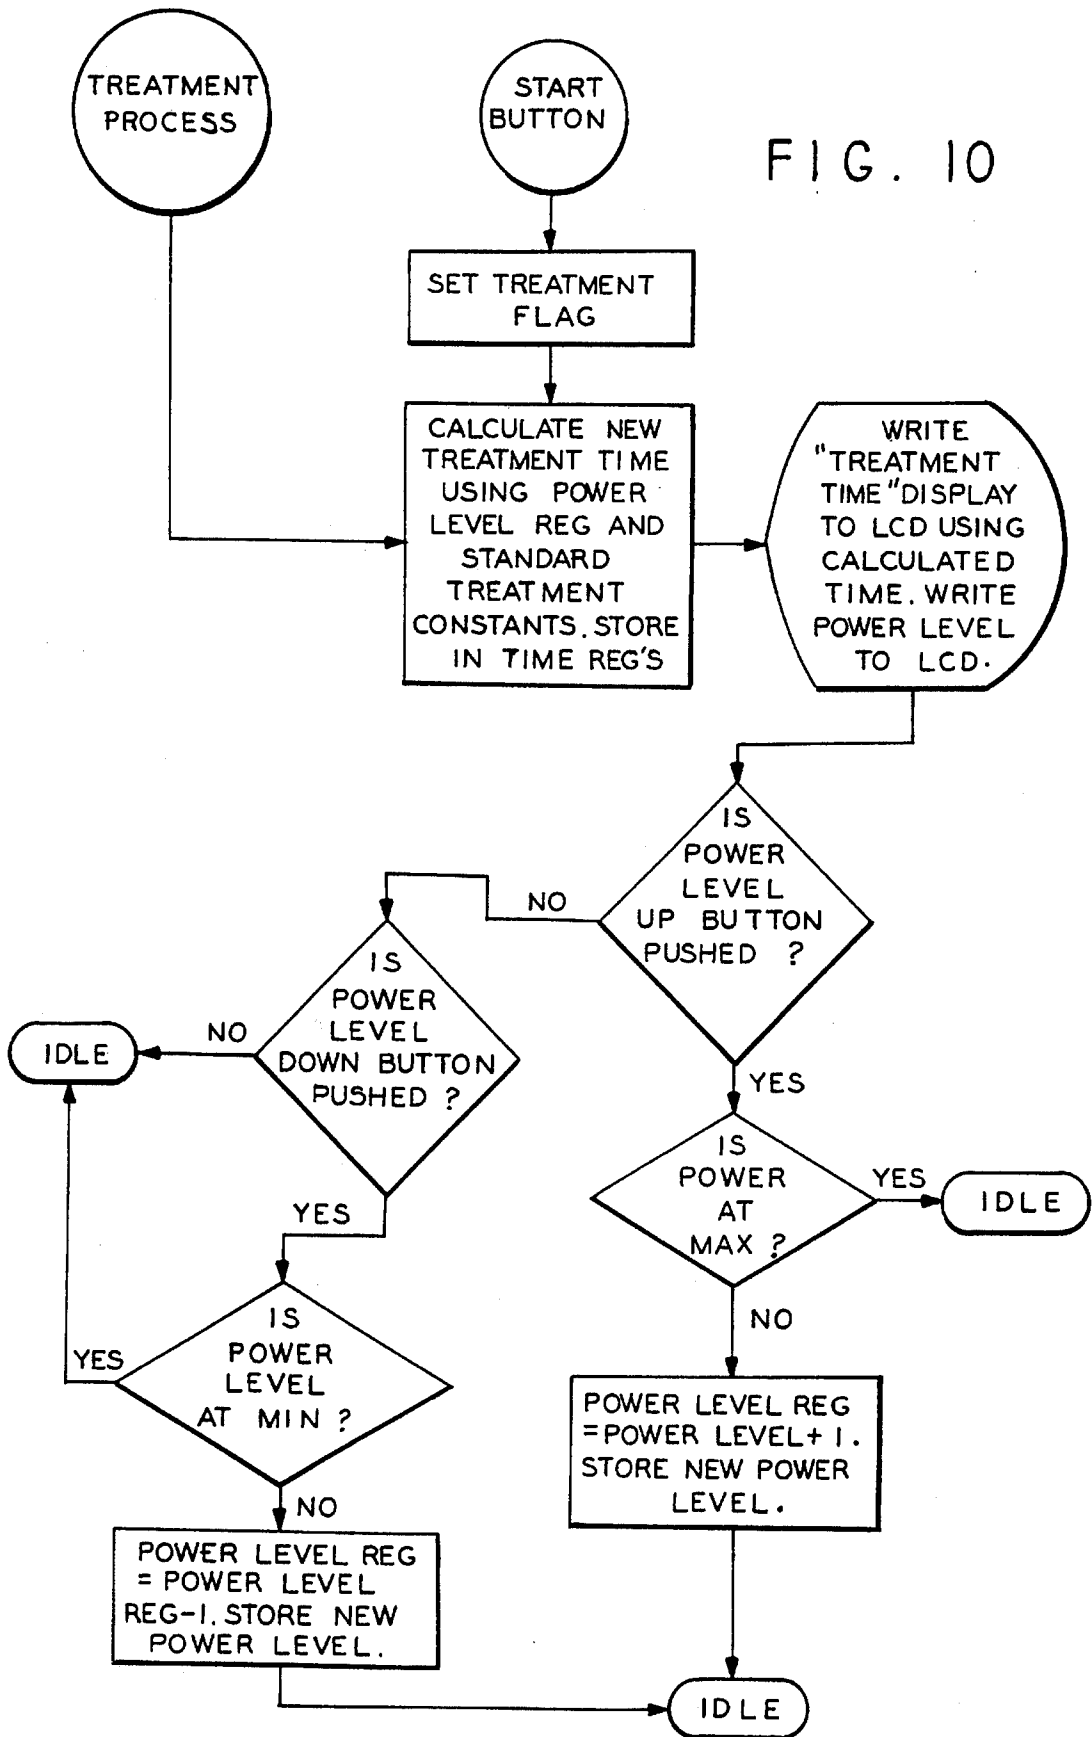 TREATMENT
PROCESS
START
BUTTON
FIG. 10
SET TREATMENT
FLAG
CALCULATE NEW
TREATMENT TIME
USING POWER
LEVEL REG AND
STANDARD
TREATMENT
CONSTANTS. STORE
IN TIME REG'S
WRITE
"TREATMENT
TIME" DISPLAY
TO LCD USING
CALCULATED
TIME. WRITE
POWER LEVEL
TO LCD.
IS
POWER
LEVEL
UP BUTTON
PUSHED ?
NO
IS
POWER
LEVEL
DOWN BUTTON
PUSHED ?
NO
IDLE
YES
IS
POWER
AT
MAX ?
YES
IDLE
YES
IS
POWER
LEVEL
AT MIN ?
YES
NO
POWER LEVEL REG
=POWER LEVEL+ 1.
STORE NEW POWER
LEVEL.
NO
POWER LEVEL REG
= POWER LEVEL
REG-1. STORE NEW
POWER LEVEL.
IDLE